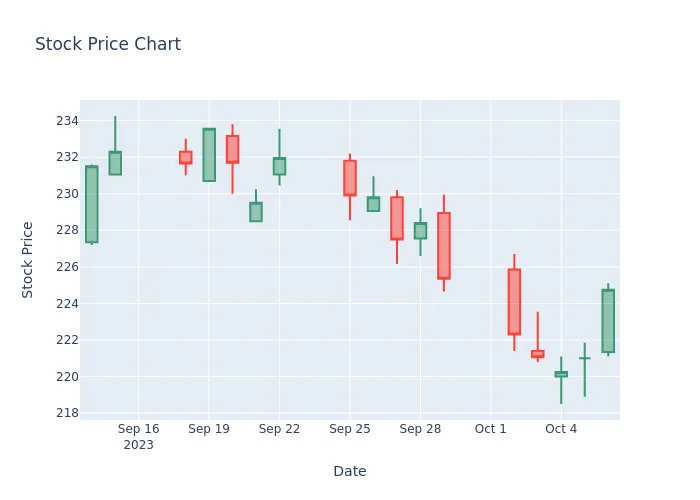 Stock Price Chart
234
232
230
228
226
224
222
220
218
Stock Price
Sep 16
2023
Sep 19
Sep 22
Sep 25
Sep 28
Oct 1
Oct 4
Date